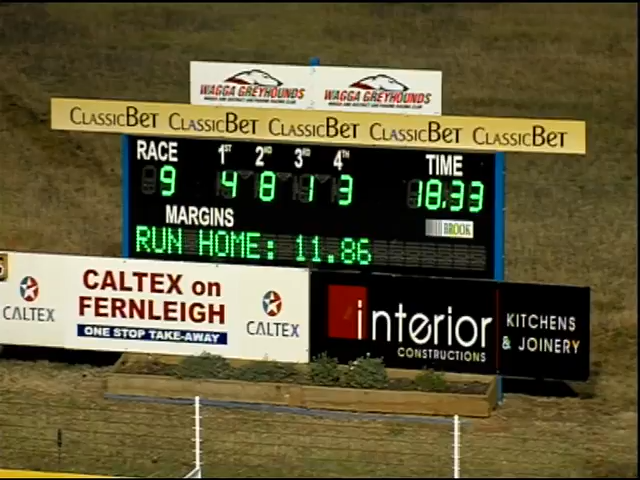 WAGGA GREYHOUNDS WAGGA GREYHOUNDS
CLASSICBET CLASSICBET CLASSICBET CLASSICBET CLASSICBET
RACE 1ST 2ND 3RD 4TH TIME
9 4 8 1 3 18.33
MARGINS BROOK
RUN HOME: 11.86
CALTEX
CALTEX on
FERNLEIGH
ONE STOP TAKE-AWAY
CALTEX
interior
CONSTRUCTIONS
KITCHENS
& JOINERY